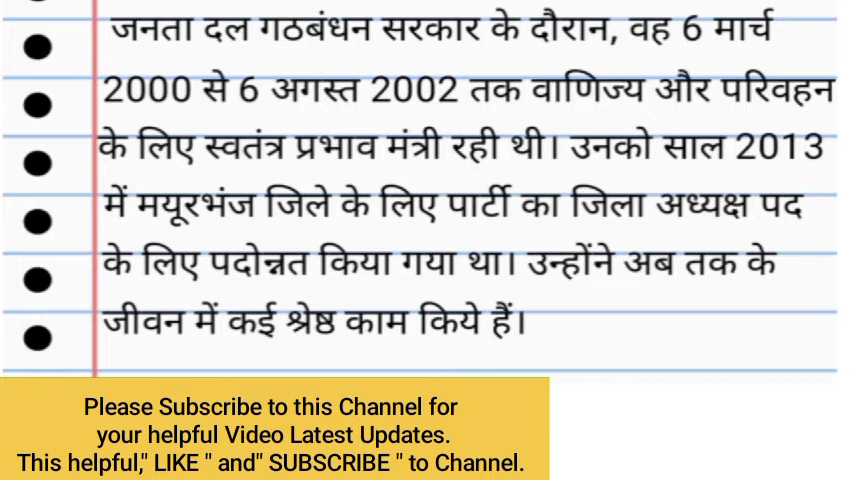 जनता दल गठबंधन सरकार के दौरान, वह 6 मार्च
2000 से 6 अगस्त 2002 तक वाणिज्य और परिवहन
के लिए स्वतंत्र प्रभाव मंत्री रही थी। उनको साल 2013
में मयूरभंज जिले के लिए पार्टी का जिला अध्यक्ष पद
के लिए पदोन्नत किया गया था। उन्होंने अब तक के
जीवन में कई श्रेष्ठ काम किये हैं।
Please Subscribe to this Channel for
your helpful Video Latest Updates.
This helpful," LIKE " and" SUBSCRIBE " to Channel.